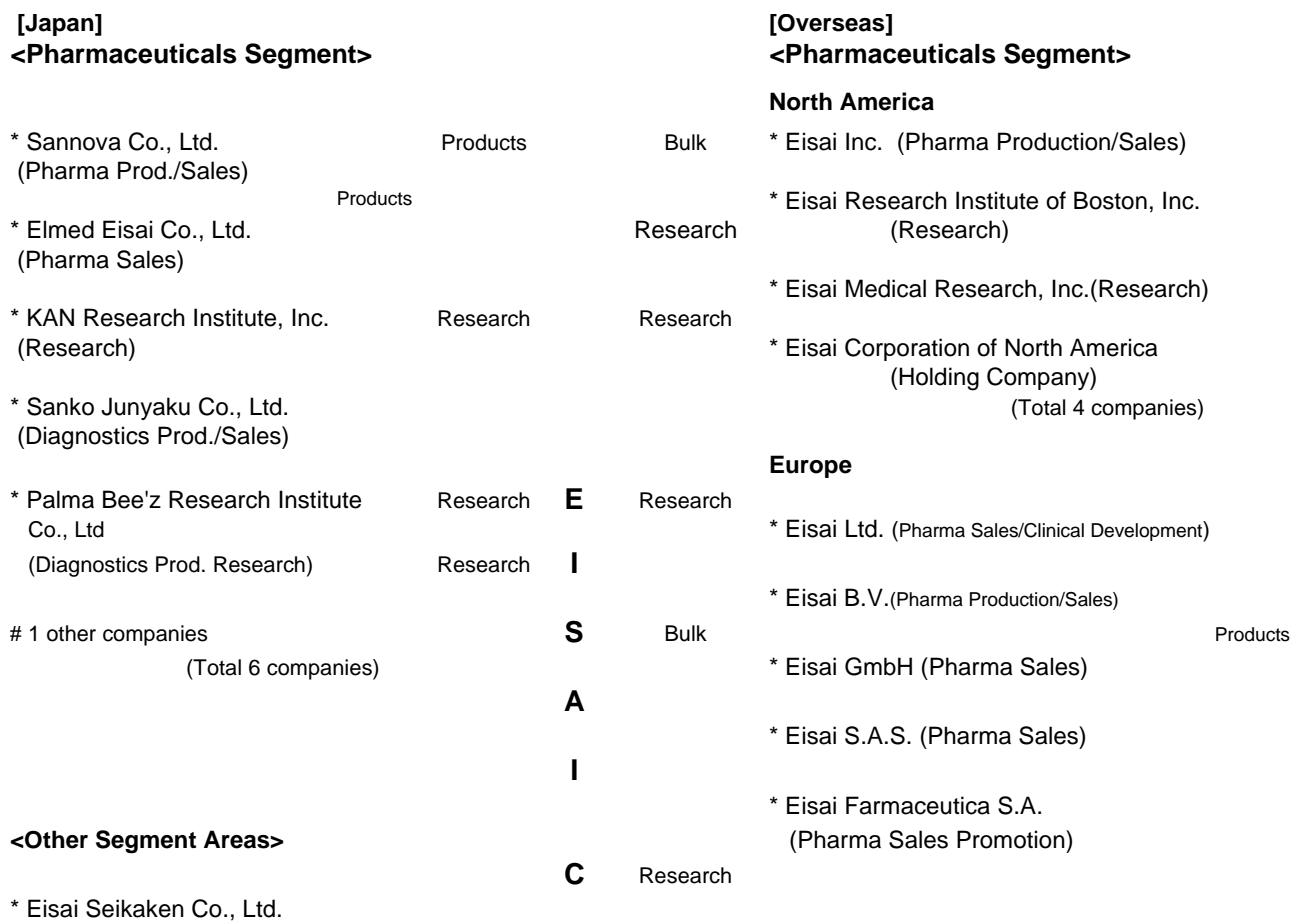 [Japan]
<Pharmaceuticals Segment>
* Sannova Co., Ltd.
(Pharma Prod./Sales)
Products
Products
* Elmed Eisai Co., Ltd.
(Pharma Sales)
* KAN Research Institute, Inc.
Research
(Research)
* Sanko Junyaku Co., Ltd.
(Diagnostics Prod./Sales)
* Palma Bee'z Research Institute
Research
Co., Ltd
(Diagnostics Prod. Research)
Research
# 1 other companies
(Total 6 companies)
<Other Segment Areas>
* Eisai Seikaken Co., Ltd.
E
I
S
A
I
C
Bulk
Research
Research
Research
Bulk
Research
[Overseas]
<Pharmaceuticals Segment>
North America
* Eisai Inc. (Pharma Production/Sales)
* Eisai Research Institute of Boston, Inc.
(Research)
* Eisai Medical Research, Inc.(Research)
* Eisai Corporation of North America
(Holding Company)
(Total 4 companies)
Europe
* Eisai Ltd. (Pharma Sales/Clinical Development)
* Eisai B.V.(Pharma Production/Sales)
Products
* Eisai GmbH (Pharma Sales)
* Eisai S.A.S. (Pharma Sales)
* Eisai Farmaceutica S.A.
(Pharma Sales Promotion)